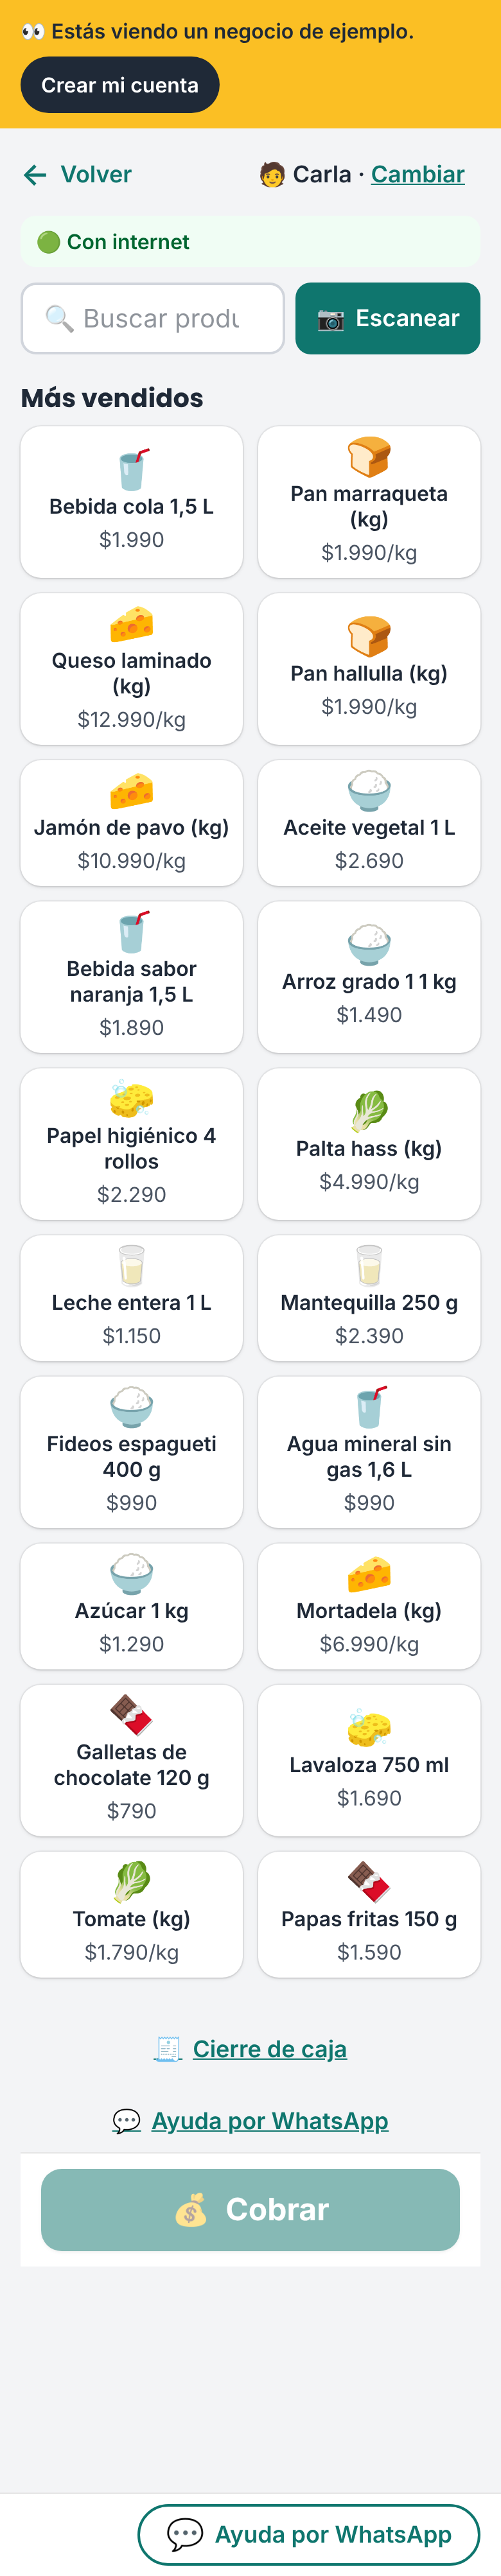 👀 Estás viendo un negocio de ejemplo.
Crear mi cuenta
← Volver
🧑 Carla · Cambiar
🟢 Con internet
🔍 Buscar produ
📷 Escanear
Más vendidos
Bebida cola 1,5 L
$1.990
Pan marraqueta
(kg)
$1.990/kg
Queso laminado
(kg)
$12.990/kg
Pan hallulla (kg)
$1.990/kg
Jamón de pavo (kg)
$10.990/kg
Aceite vegetal 1 L
$2.690
Bebida sabor
naranja 1,5 L
$1.890
Arroz grado 1 1 kg
$1.490
Papel higiénico 4
rollos
$2.290
Palta hass (kg)
$4.990/kg
Leche entera 1 L
$1.150
Mantequilla 250 g
$2.390
Fideos espagueti
400 g
$990
Agua mineral sin
gas 1,6 L
$990
Azúcar 1 kg
$1.290
Mortadela (kg)
$6.990/kg
Galletas de
chocolate 120 g
$790
Lavaloza 750 ml
$1.690
Tomate (kg)
$1.790/kg
Papas fritas 150 g
$1.590
🧾 Cierre de caja
💬 Ayuda por WhatsApp
💰 Cobrar
💬 Ayuda por WhatsApp